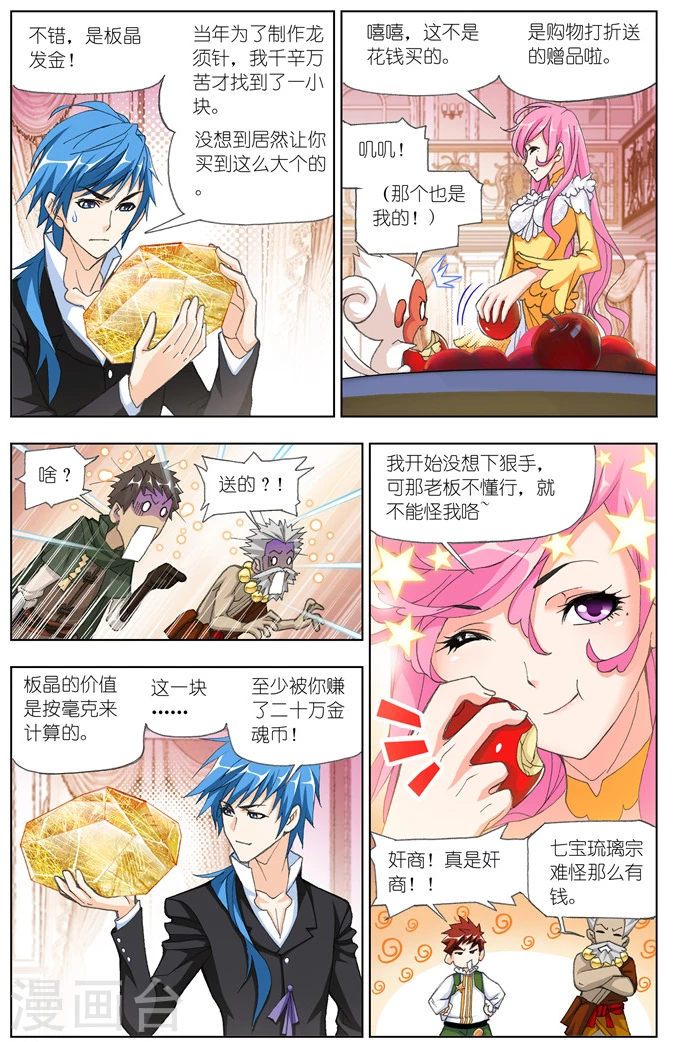 不错，是板晶
发金！
当年为了制作龙
须针，我千辛万
苦才找到了一小
块。
没想到居然让你
买到这么大个的
。
嘻嘻，这不是
花钱买的。
是购物打折送
的赠品啦。
叽叽！
（那个也是
我的！）
啥？
送的？！
我开始没想下狠手，
可那老板不懂行，就
不能怪我咯~
板晶的价值
是按毫克来
计算的。
这一块
……
至少被你赚
了二十万金
魂币！
奸商！真是奸
商！！
七宝琉璃宗
难怪那么有
钱。
漫画台